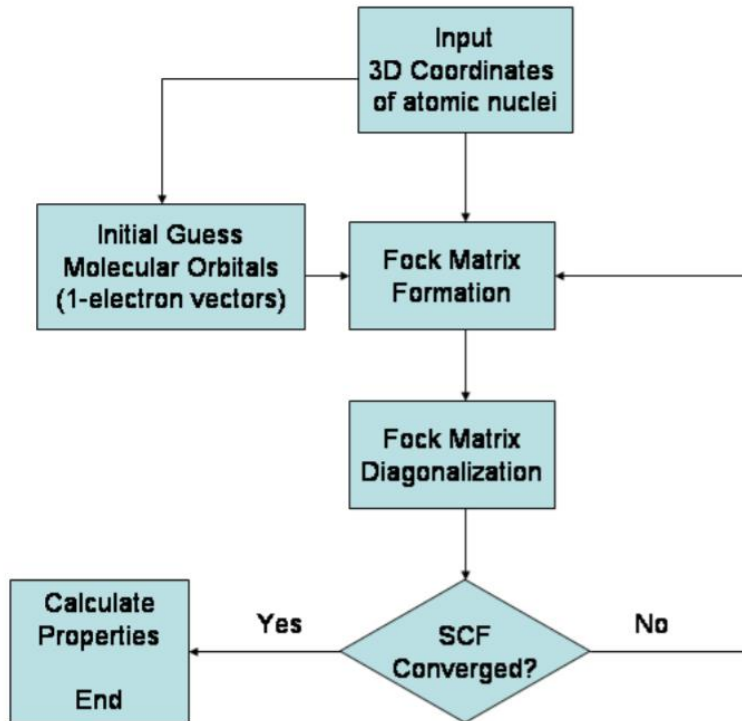 Input
3D Coordinates
of atomic nuclei
Initial Guess
Molecular Orbitals
(1-electron vectors)
Fock Matrix
Formation
Fock Matrix
Diagonalization
SCF
Converged?
Yes
No
Calculate
Properties
End